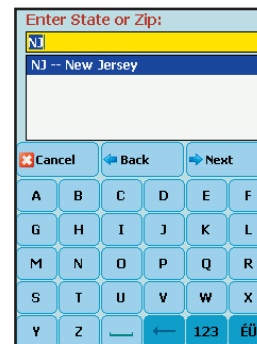 Enter State or Zip:
NJ
NJ -- New Jersey
Cancel Back Next
A B C D E F
G H I J K L
M N O P Q R
S T U V W X
Y Z 123 ÉÜ